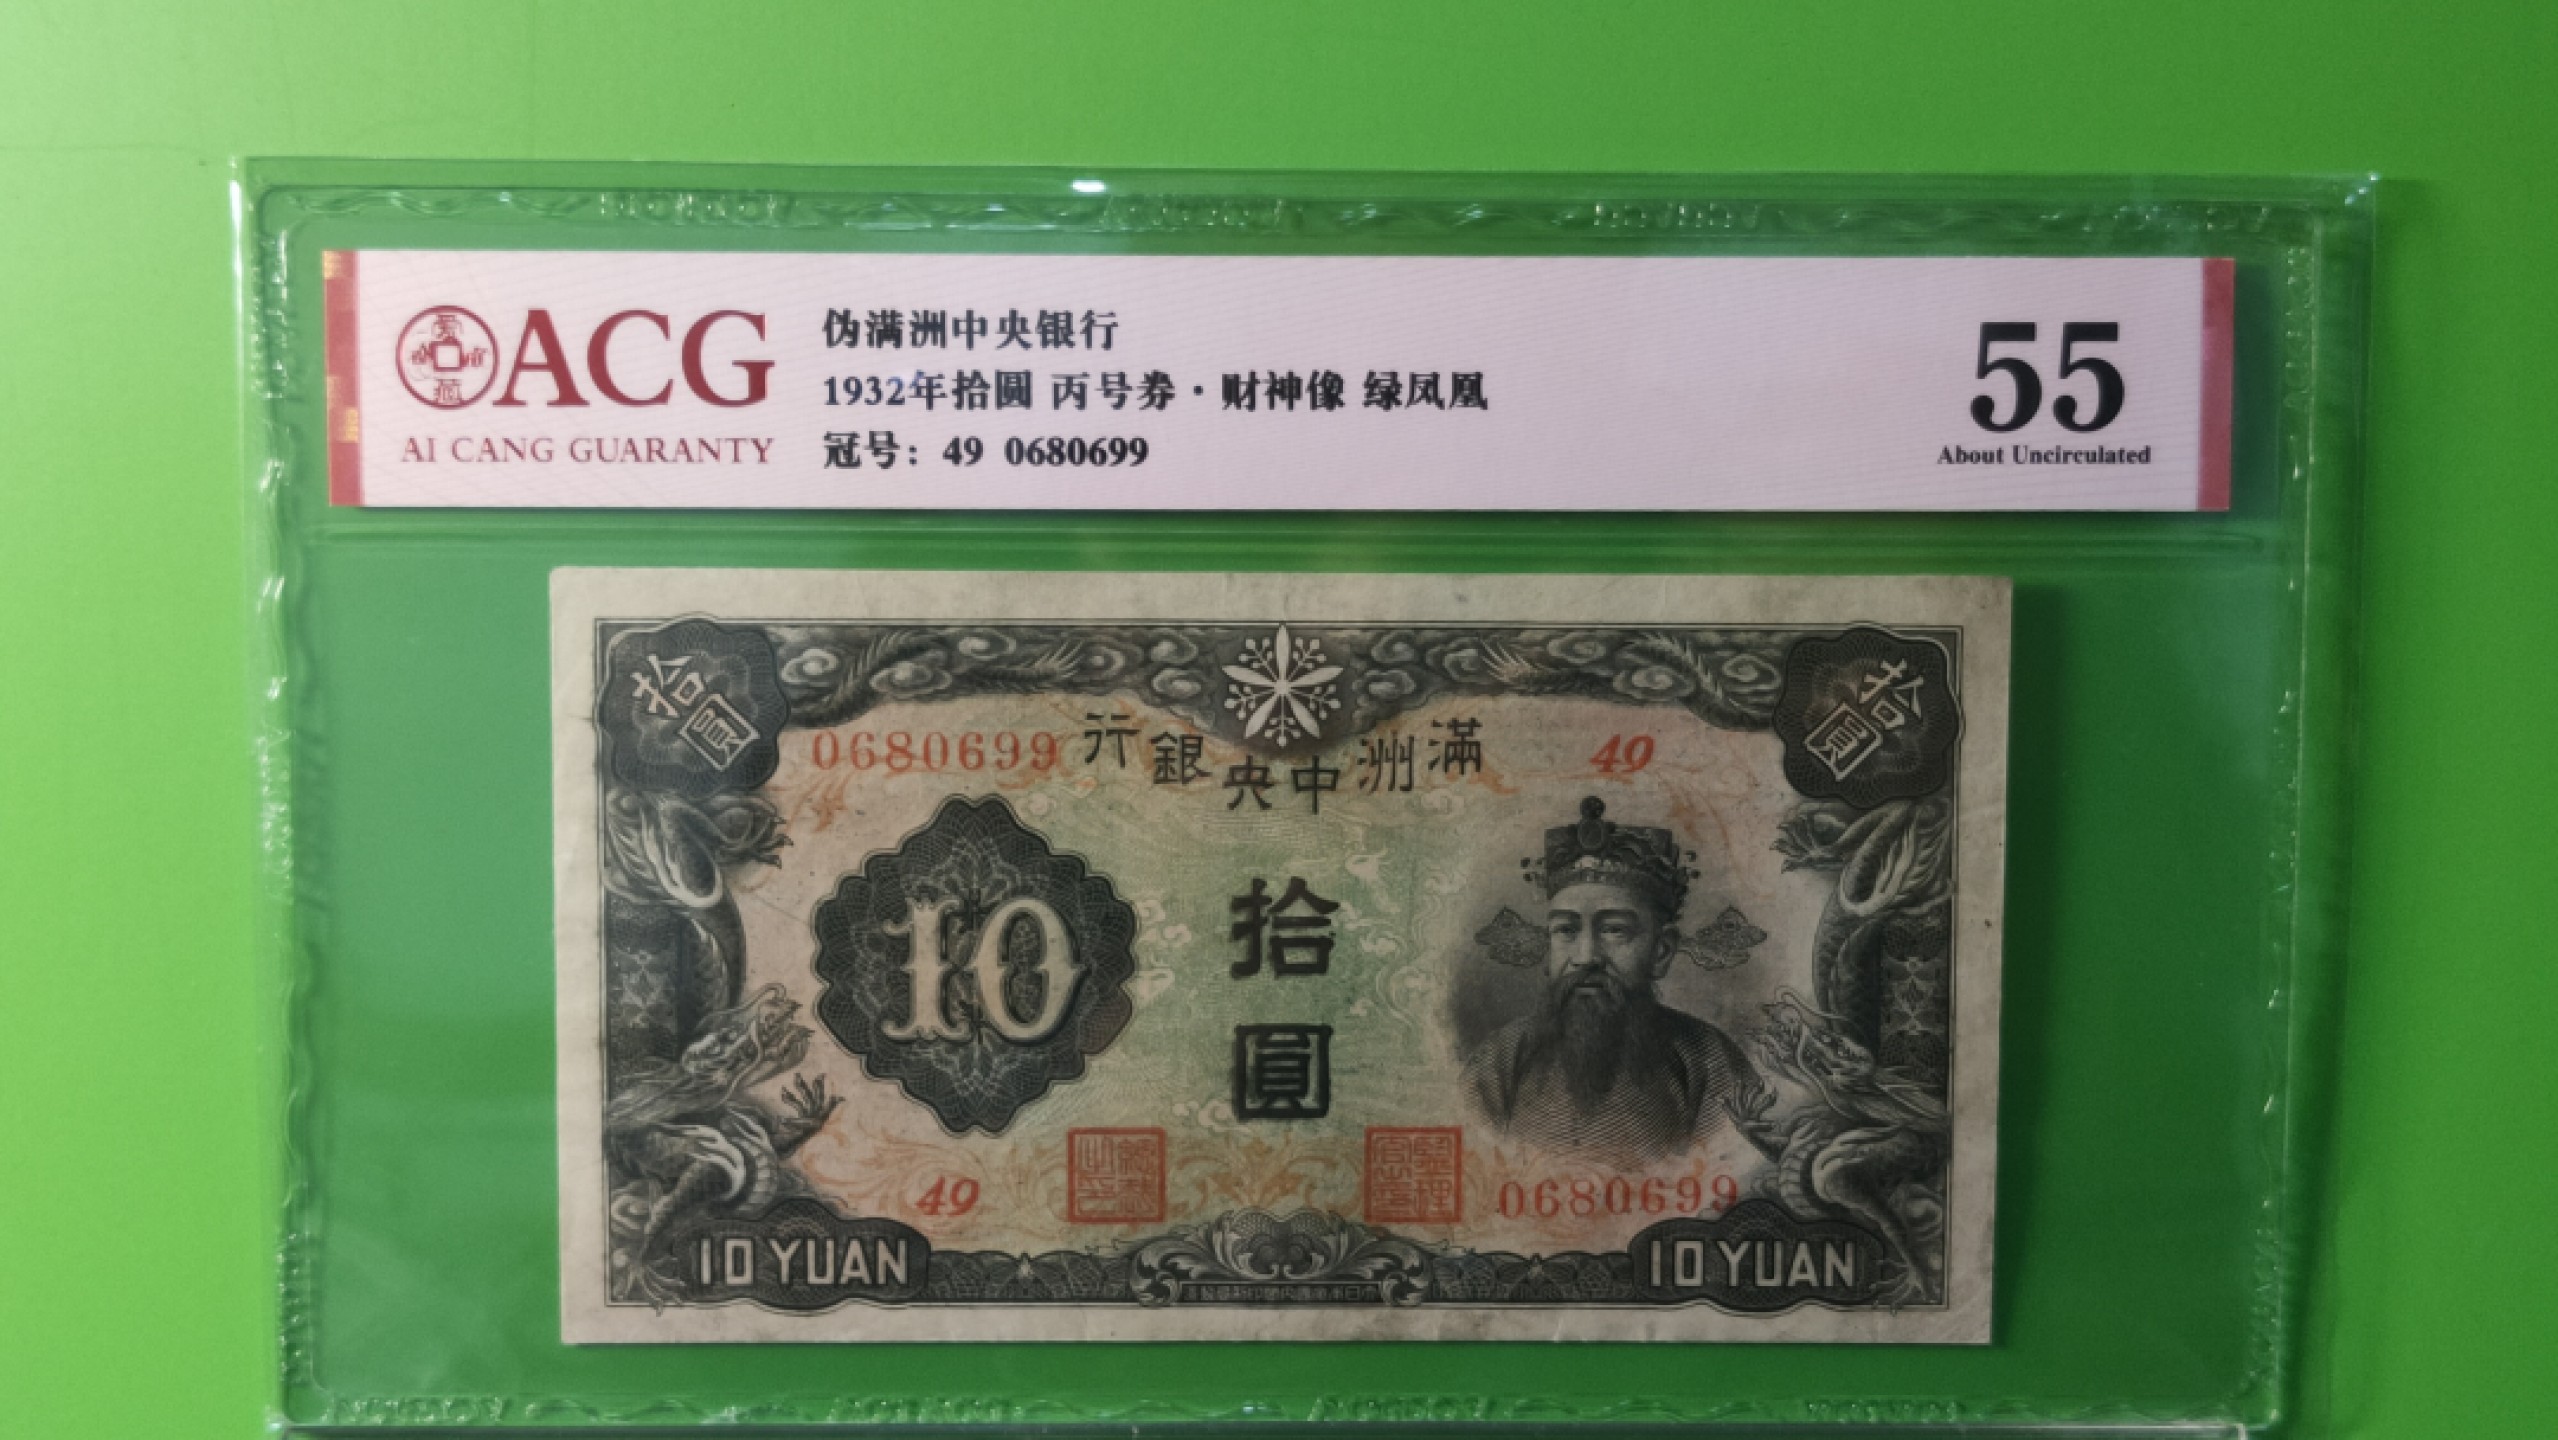 ACG
AI CANG GUARANTY
伪满洲中央银行
1932年拾圆 丙号券·财神像 绿凤凰
冠号: 49 0680699
55
About Uncirculated
拾圓
拾圓
0680699
行銀央中洲滿
49
10
拾圓
49
0680699
10 YUAN
10 YUAN